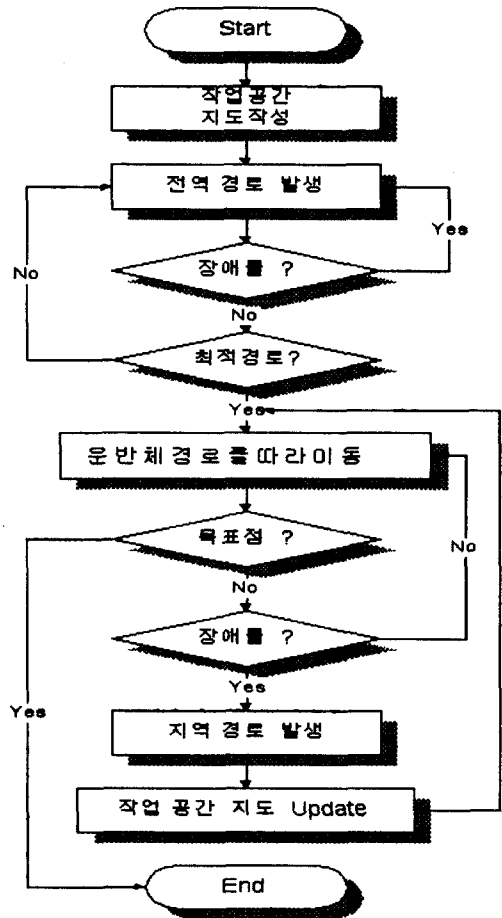 Start
작업공간
지도작성
전역 경로 발생
Yes
장애물 ?
No
No
최적경로?
Yes
운반체경로를따라이동
목표점 ?
No
No
장애물 ?
Yes
Yes
지역 경로 발생
작업 공간 지도 Update
End